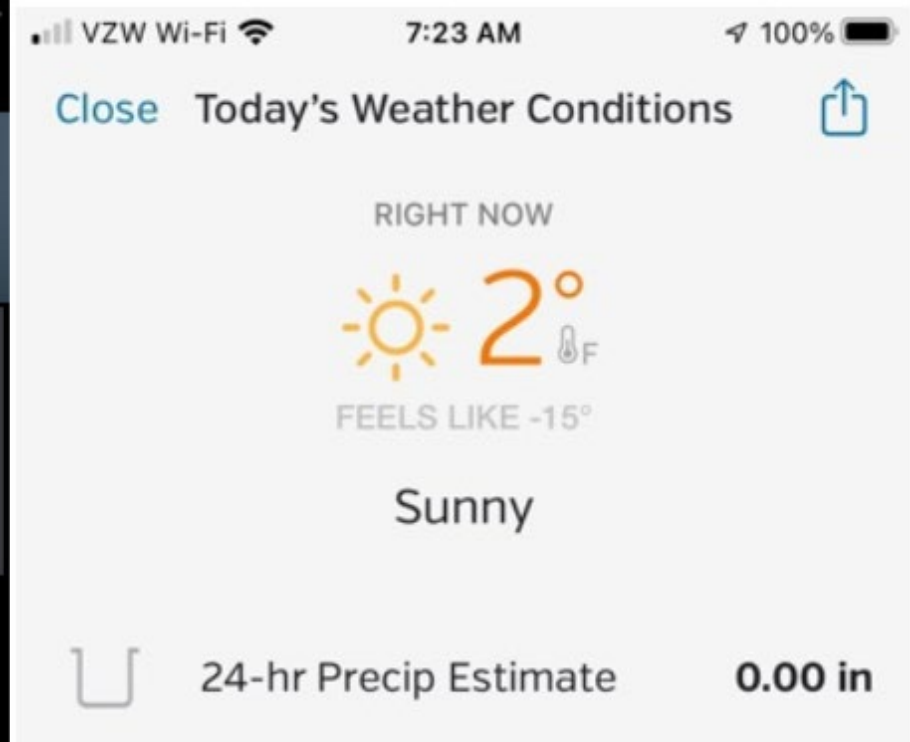 VZW Wi-Fi 7:23 AM 100%
Close Today's Weather Conditions
RIGHT NOW
2°
F
FEELS LIKE -15°
Sunny
24-hr Precip Estimate 0.00 in